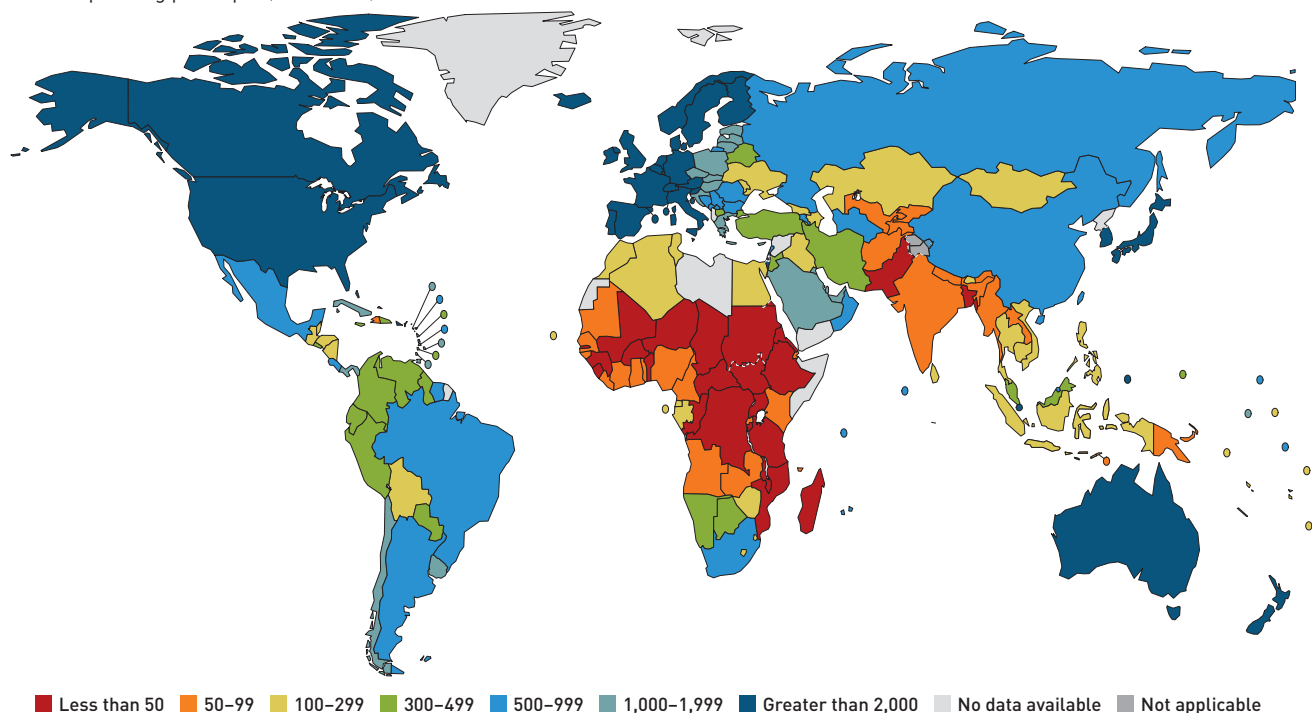 Less than 50 50–99 100–299 300–499 500–999 1,000–1,999 Greater than 2,000 No data available Not applicable